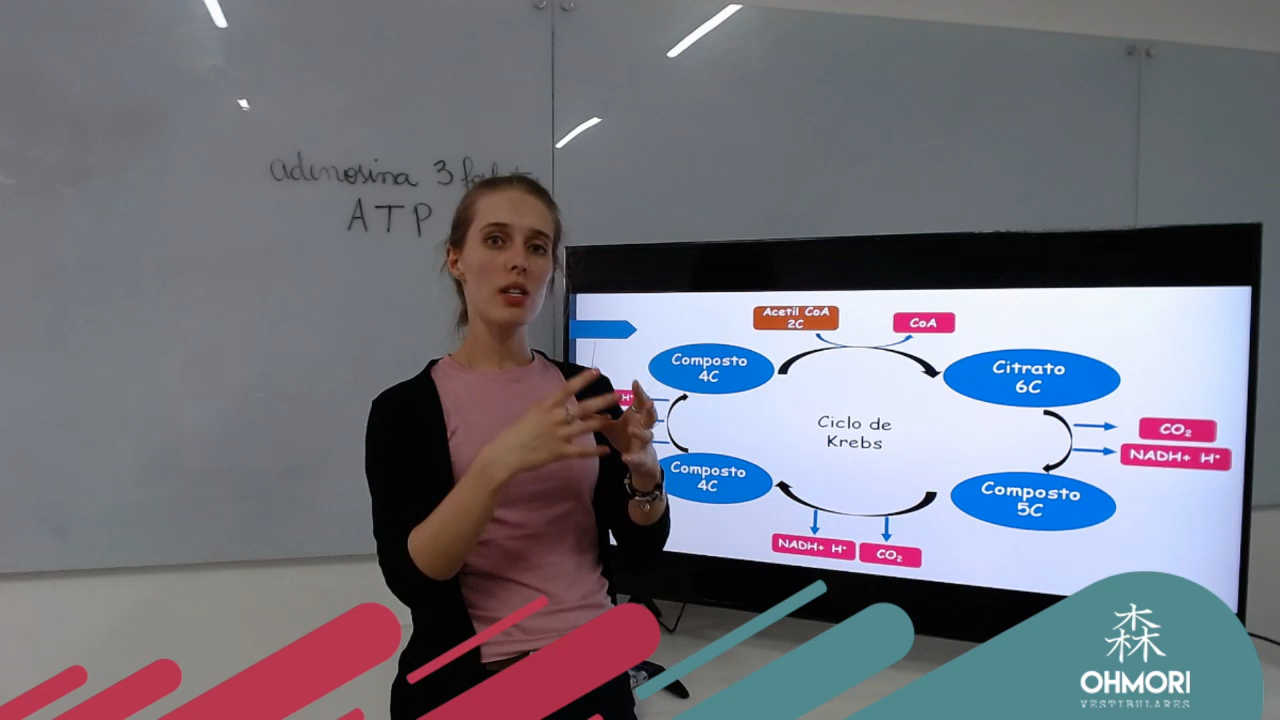 adenosina 3
ATP
Acetil CoA
2C
CoA
Composto
4C
Citrato
6C
H⁺
Ciclo de
Krebs
CO₂
NADH+ H⁺
Composto
4C
Composto
5C
NADH+ H⁺
CO₂
森
OHMORI
VESTIBULARES